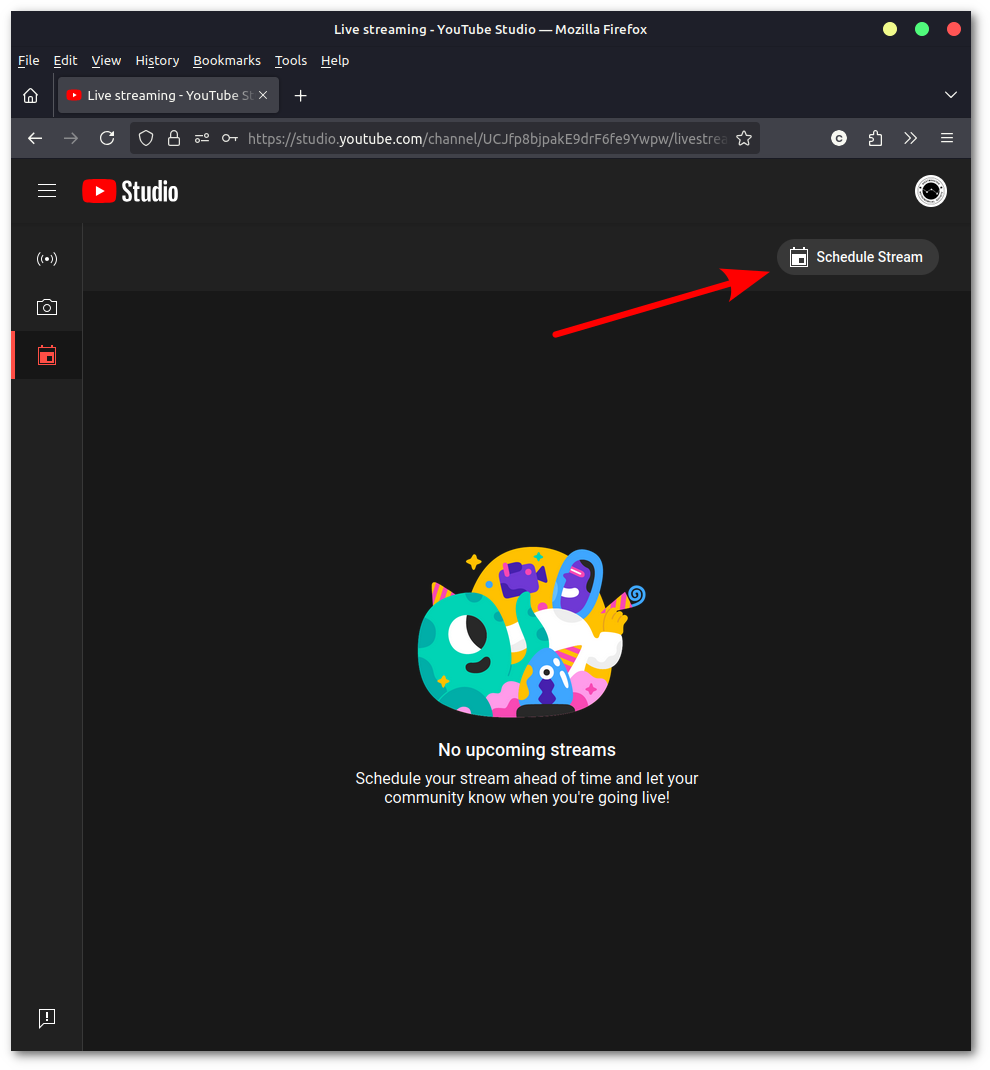 Live streaming - YouTube Studio — Mozilla Firefox
File Edit View History Bookmarks Tools Help
Live streaming - YouTube St
https://studio.youtube.com/channel/UCJfp8bjpakE9drF6fe9Ywpw/livestrea
C
Studio
Schedule Stream
No upcoming streams
Schedule your stream ahead of time and let your
community know when you're going live!